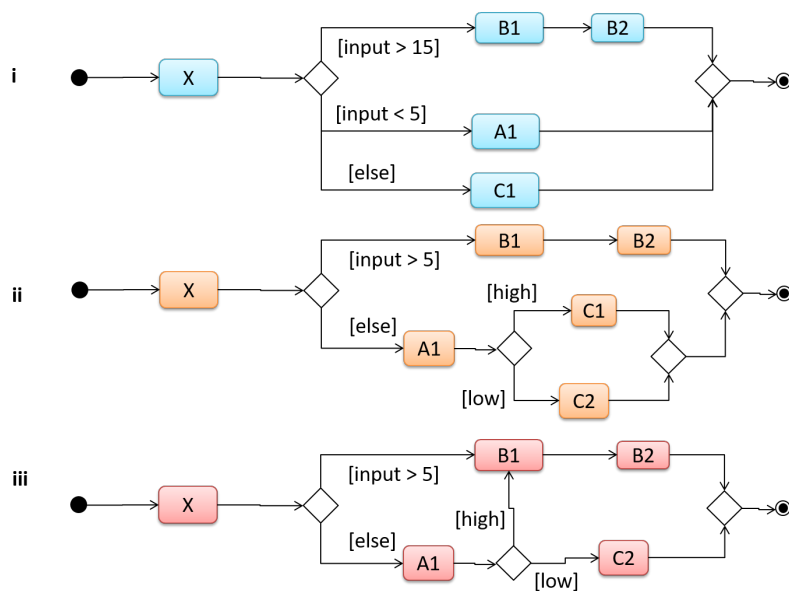 i
X
[input > 15]
B1
B2
[input < 5]
A1
[else]
C1
ii
X
[input > 5]
B1
B2
[else]
A1
[high]
C1
[low]
C2
iii
X
[input > 5]
B1
B2
[else]
A1
[high]
[low]
C2